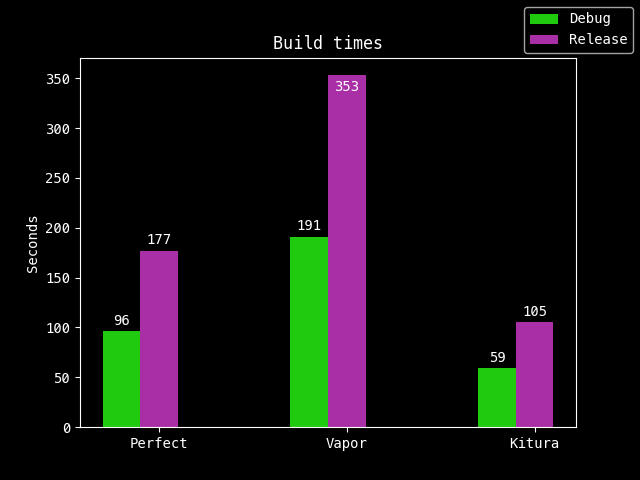 Debug
Release
Build times
350
300
250
200
150
100
50
0
Seconds
96
177
191
353
59
105
Perfect
Vapor
Kitura